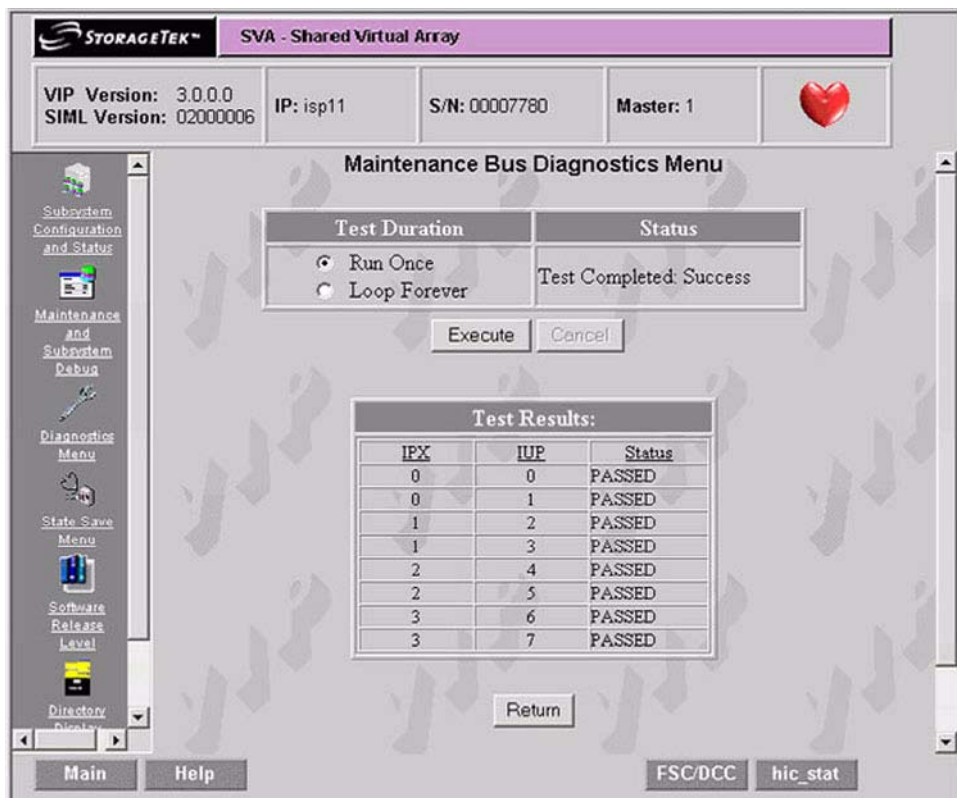 STORAGETEK™ SVA - Shared Virtual Array
VIP Version: 3.0.0.0
SIML Version: 02000006
IP: isp11
S/N: 00007780
Master: 1
Subsystem
Configuration
and Status
Maintenance
and
Subsystem
Debug
Diagnostics
Menu
State Save
Menu
Software
Release
Level
Directory
Display
Maintenance Bus Diagnostics Menu
Test Duration Status
Run Once
Loop Forever
Test Completed: Success
Execute Cancel
Test Results:
IPX IUP Status
0 0 PASSED
0 1 PASSED
1 2 PASSED
1 3 PASSED
2 4 PASSED
2 5 PASSED
3 6 PASSED
3 7 PASSED
Return
Main Help FSC/DCC hic_stat